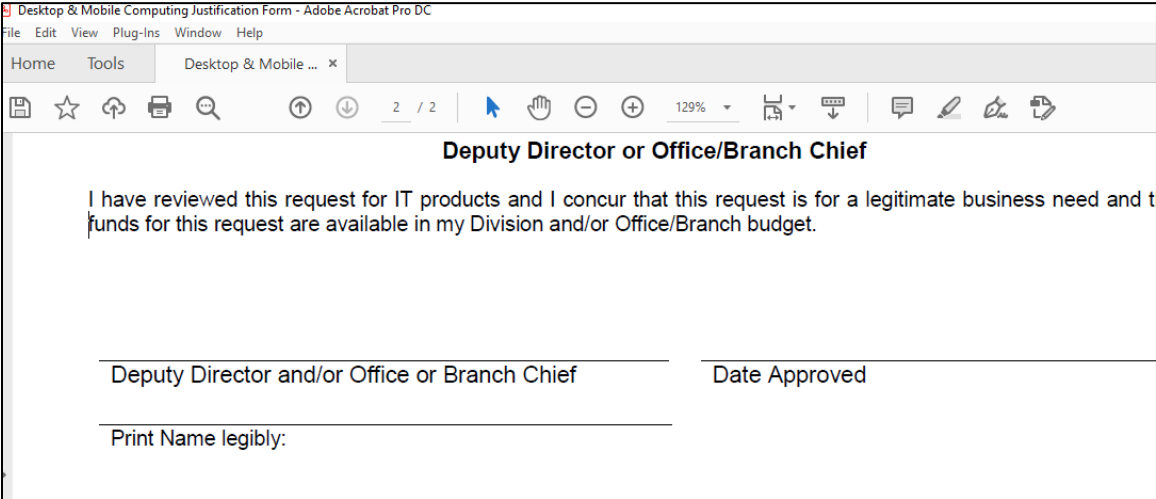 Desktop & Mobile Computing Justification Form - Adobe Acrobat Pro DC
File Edit View Plug-Ins Window Help
Home Tools Desktop & Mobile ... ×
2 / 2 129%
Deputy Director or Office/Branch Chief
I have reviewed this request for IT products and I concur that this request is for a legitimate business need and t
funds for this request are available in my Division and/or Office/Branch budget.
Deputy Director and/or Office or Branch Chief Date Approved
Print Name legibly: